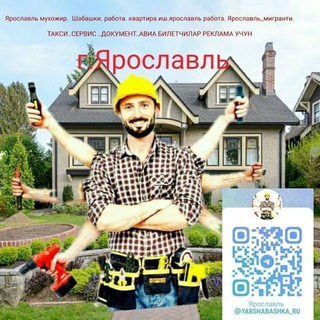 Ярославль мухожир. Шабашки. работа. квартира.иш.ярославль работа. Ярославль_мигранти.
ТАКСИ..СЕРВИС ..ДОКУМЕНТ..АВИА БИЛЕТЧИЛАР РЕКЛАМА УЧУН
г Ярославль
Ярославль
@YARSHABASHKA_RU